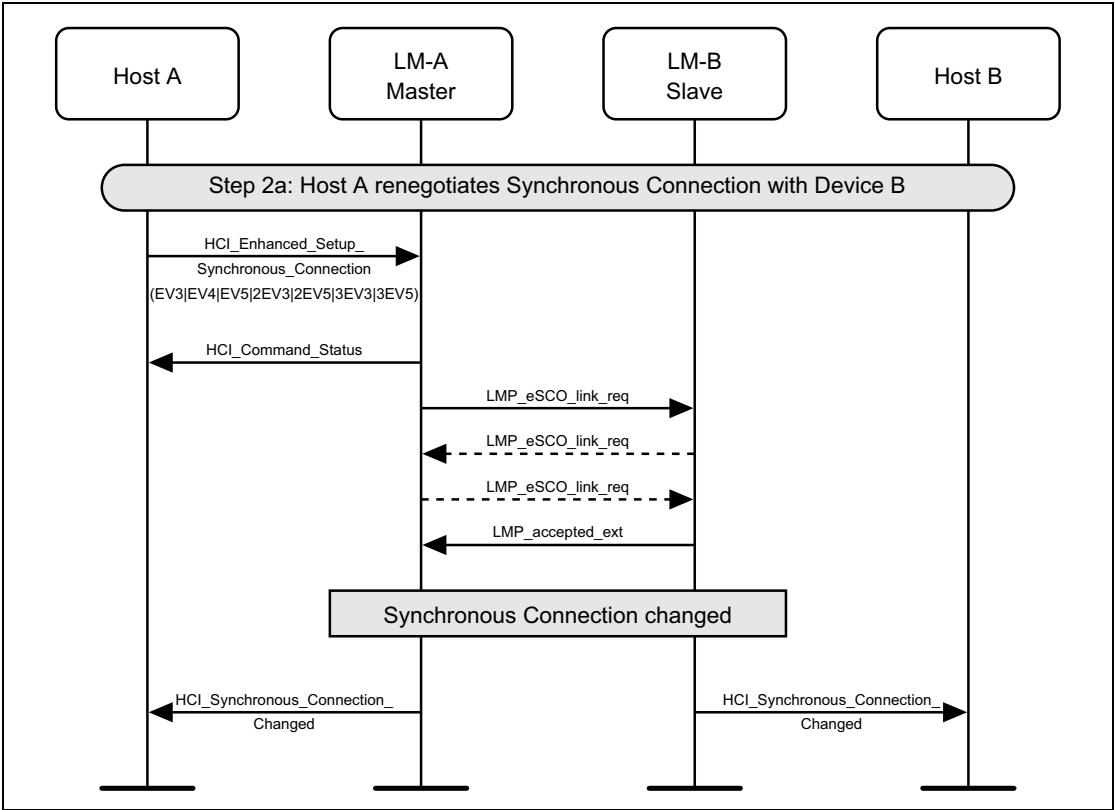 Host A
LM-A
Master
LM-B
Slave
Host B
Step 2a: Host A renegotiates Synchronous Connection with Device B
HCI_Enhanced_Setup_
Synchronous_Connection
(EV3|EV4|EV5|2EV3|2EV5|3EV3|3EV5)
HCI_Command_Status
LMP_eSCO_link_req
LMP_eSCO_link_req
LMP_eSCO_link_req
LMP_accepted_ext
Synchronous Connection changed
HCI_Synchronous_Connection_
Changed
HCI_Synchronous_Connection_
Changed